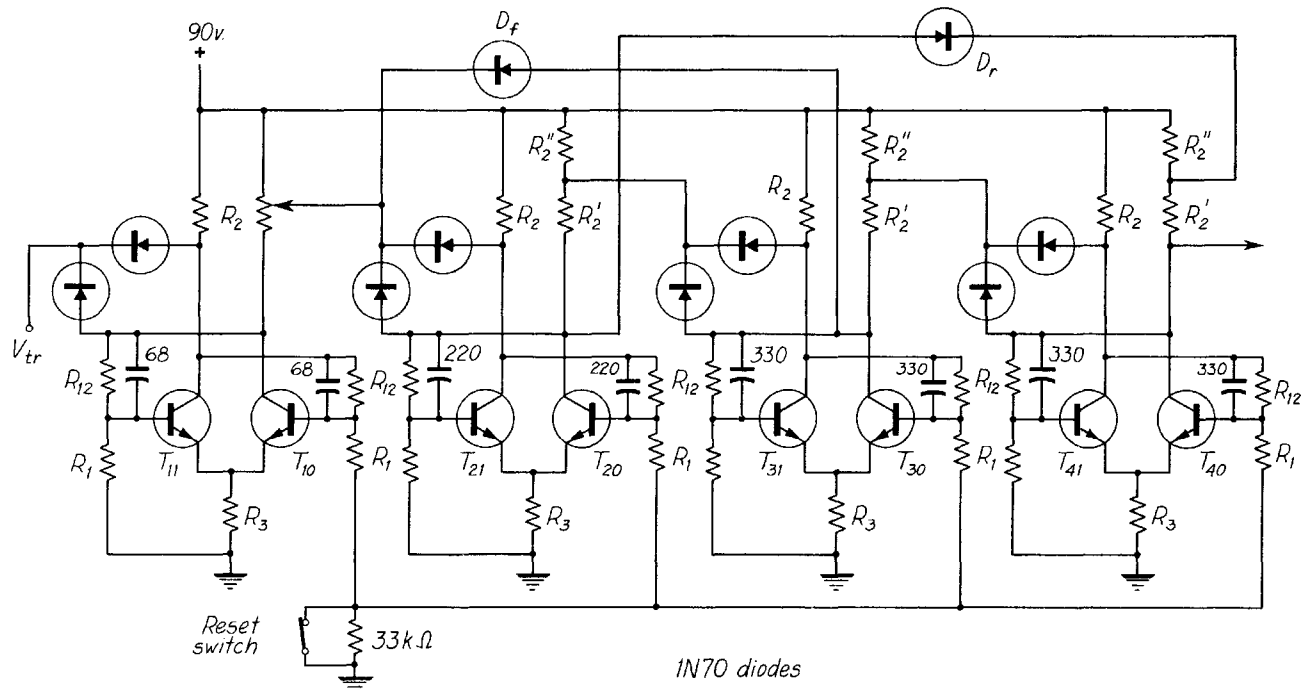 D_f
90v.
+
D_r
R_2''
R_2''
R_2''
R_2
R_2
R_2
R_2'
R_2
R_2'
R_2
R_2'
V_tr
68
220
330
330
R_12
68
R_12
R_12
220
R_12
R_12
330
R_12
R_12
330
R_12
R_1
T_11
T_10
R_1
T_21
T_20
R_1
T_31
T_30
R_1
T_41
T_40
R_1
R_3
R_3
R_3
R_3
Reset
switch
33kΩ
1N70 diodes